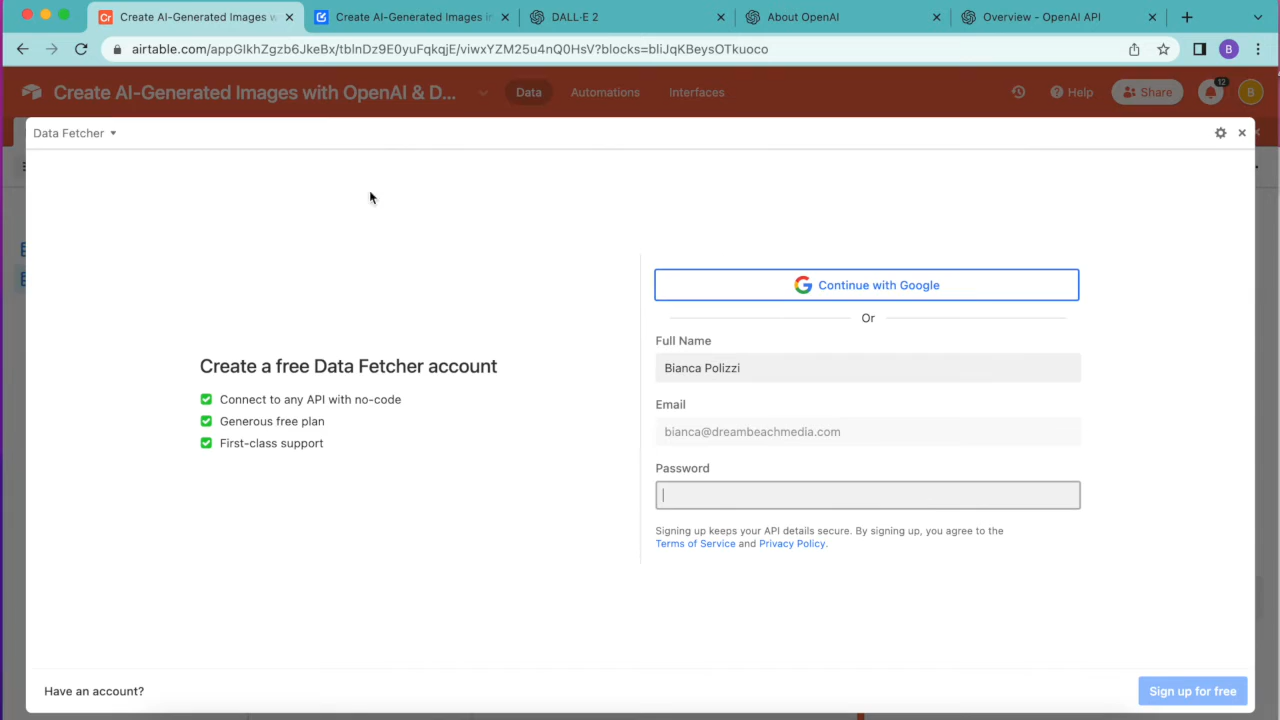 Create AI-Generated Images w
Create AI-Generated Images in
DALL·E 2
About OpenAI
Overview - OpenAI API
airtable.com/appGlkhZgzb6JkeBx/tblnDz9E0yuFqkqjE/viwxYZM25u4nQ0HsV?blocks=bliJqKBeysOTkuoco
B
Create AI-Generated Images with OpenAI & D...
Data
Automations
Interfaces
Help
Share
12
B
Data Fetcher
Continue with Google
Or
Full Name
Bianca Polizzi
Create a free Data Fetcher account
Connect to any API with no-code
Generous free plan
First-class support
Email
bianca@dreambeachmedia.com
Password
Signing up keeps your API details secure. By signing up, you agree to the
Terms of Service and Privacy Policy.
Have an account?
Sign up for free